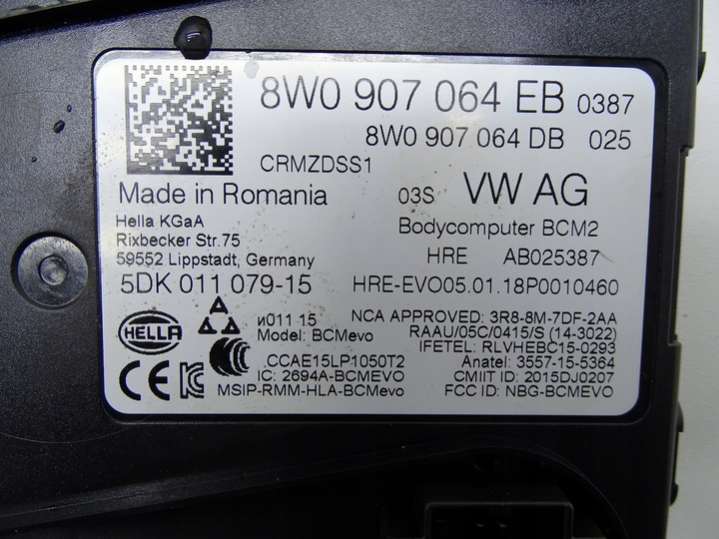 8W0 907 064 EB 0387
8W0 907 064 DB 025
CRMZDSS1
Made in Romania 03S VW AG
Hella KGaA
Rixbecker Str.75
59552 Lippstadt, Germany
Bodycomputer BCM2
HRE AB025387
5DK 011 079-15 HRE-EVO05.01.18P0010460
HELLA
A
и011 15
Model: BCMevo
NCA APPROVED: 3R8-8M-7DF-2AA
RAAU/05C/0415/S (14-3022)
IFETEL: RLVHEBC15-0293
CCAE15LP1050T2 Anatel: 3557-15-5364
CE
IC: 2694A-BCMEVO CMIIT ID: 2015DJ0207
MSIP-RMM-HLA-BCMevo FCC ID: NBG-BCMEVO